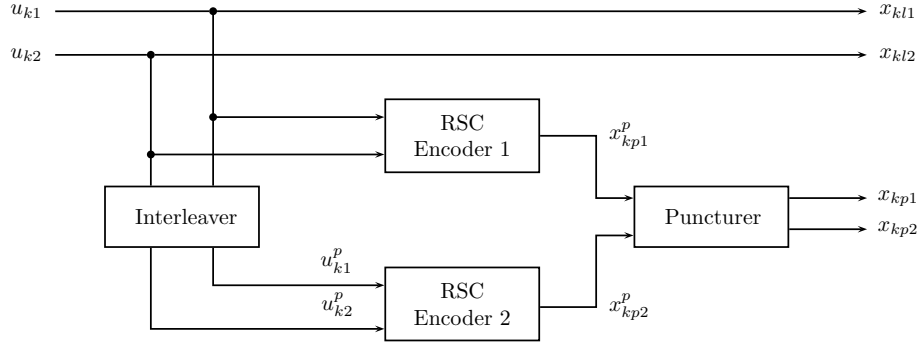 u_{k1}
x_{kl1}
u_{k2}
x_{kl2}
RSC
Encoder 1
x^p_{kp1}
Interleaver
Puncturer
x_{kp1}
x_{kp2}
u^p_{k1}
u^p_{k2}
RSC
Encoder 2
x^p_{kp2}